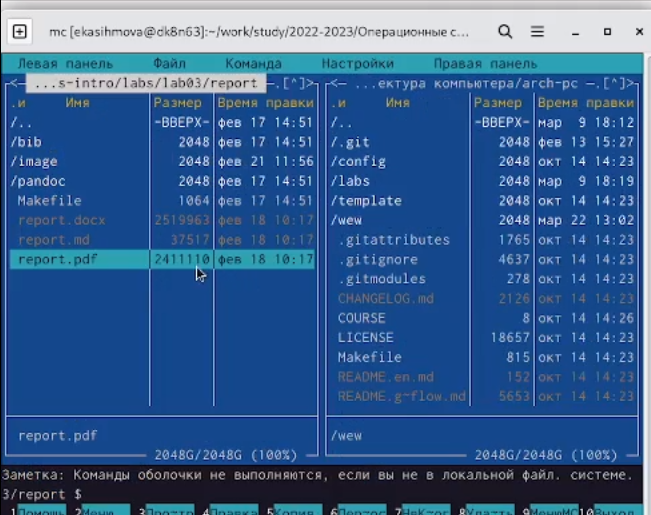 mc [ekasihmova@dk8n63]:~/work/study/2022-2023/Операционные с...
Левая панель Файл Команда Настройки Правая панель
...s-intro/labs/lab03/report .[^]>
.и Имя Размер Время правки
/.. -ВВЕРХ- фев 17 14:51
/bib 2048 фев 17 14:51
/image 2048 фев 21 11:56
/pandoc 2048 фев 17 14:51
Makefile 1064 фев 17 14:51
report.docx 2519963 фев 18 10:17
report.md 37517 фев 18 10:17
report.pdf 2411110 фев 18 10:17
report.pdf
2048G/2048G (100%)
<— ...ектура компьютера/arch-pc —.[^]>
.и Имя Размер Время правки
/.. -ВВЕРХ- мар 9 18:12
/.git 2048 фев 13 15:27
/config 2048 окт 14 14:23
/labs 2048 мар 9 18:19
/template 2048 окт 14 14:23
/wew 2048 мар 22 13:02
.gitattributes 1765 окт 14 14:23
.gitignore 4637 окт 14 14:23
.gitmodules 278 окт 14 14:23
CHANGELOG.md 2126 окт 14 14:23
COURSE 8 окт 14 14:26
LICENSE 18657 окт 14 14:23
Makefile 815 окт 14 14:23
README.en.md 152 окт 14 14:23
README.g~flow.md 5653 окт 14 14:23
/wew
2048G/2048G (100%)
Заметка: Команды оболочки не выполняются, если вы не в локальной файл. системе.
3/report $
1Помощь 2Меню 3Про~тр 4Правка 5Копия 6Пер~ос 7НвК~ог 8Уда~ть 9МенюMC 10Выход